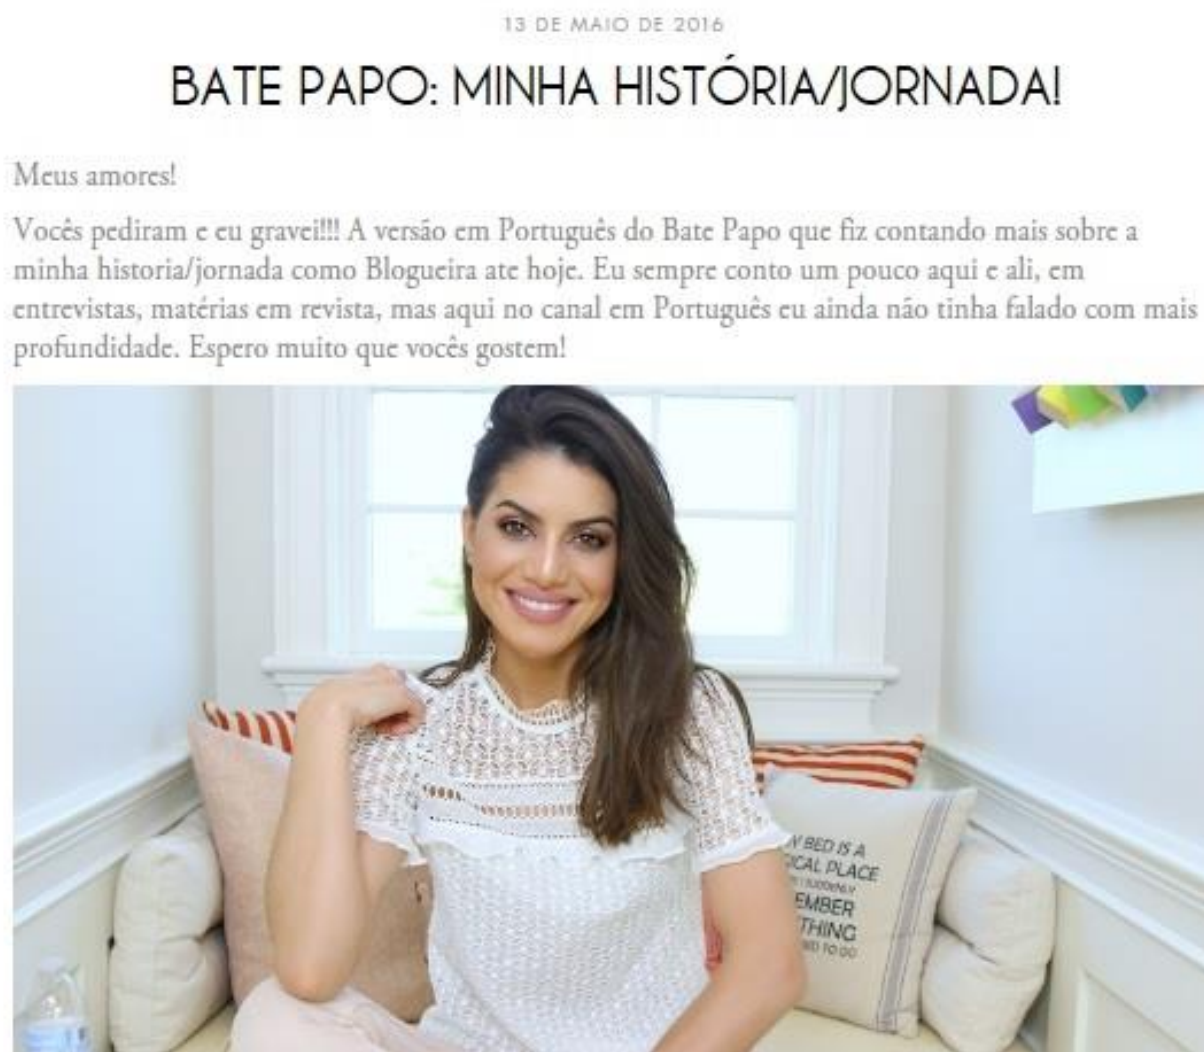 13 DE MAIO DE 2016
BATE PAPO: MINHA HISTÓRIA/JORNADA!
Meus amores!
Vocês pediram e eu gravei!!! A versão em Português do Bate Papo que fiz contando mais sobre a
minha historia/jornada como Blogueira ate hoje. Eu sempre conto um pouco aqui e ali, em
entrevistas, matérias em revista, mas aqui no canal em Português eu ainda não tinha falado com mais
profundidade. Espero muito que vocês gostem!
BED IS A
PLACE
SUDDENLY
TO DO